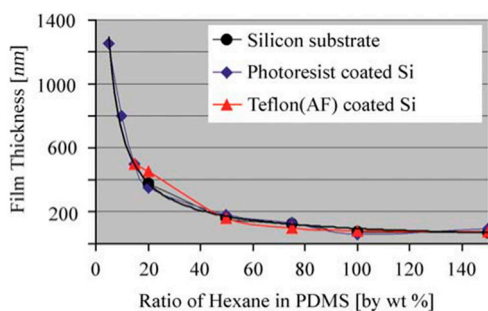 1400
1000
600
200
Film Thickness [nm]
Silicon substrate
Photoresist coated Si
Teflon(AF) coated Si
0 20 40 60 80 100 120 140
Ratio of Hexane in PDMS [by wt %]